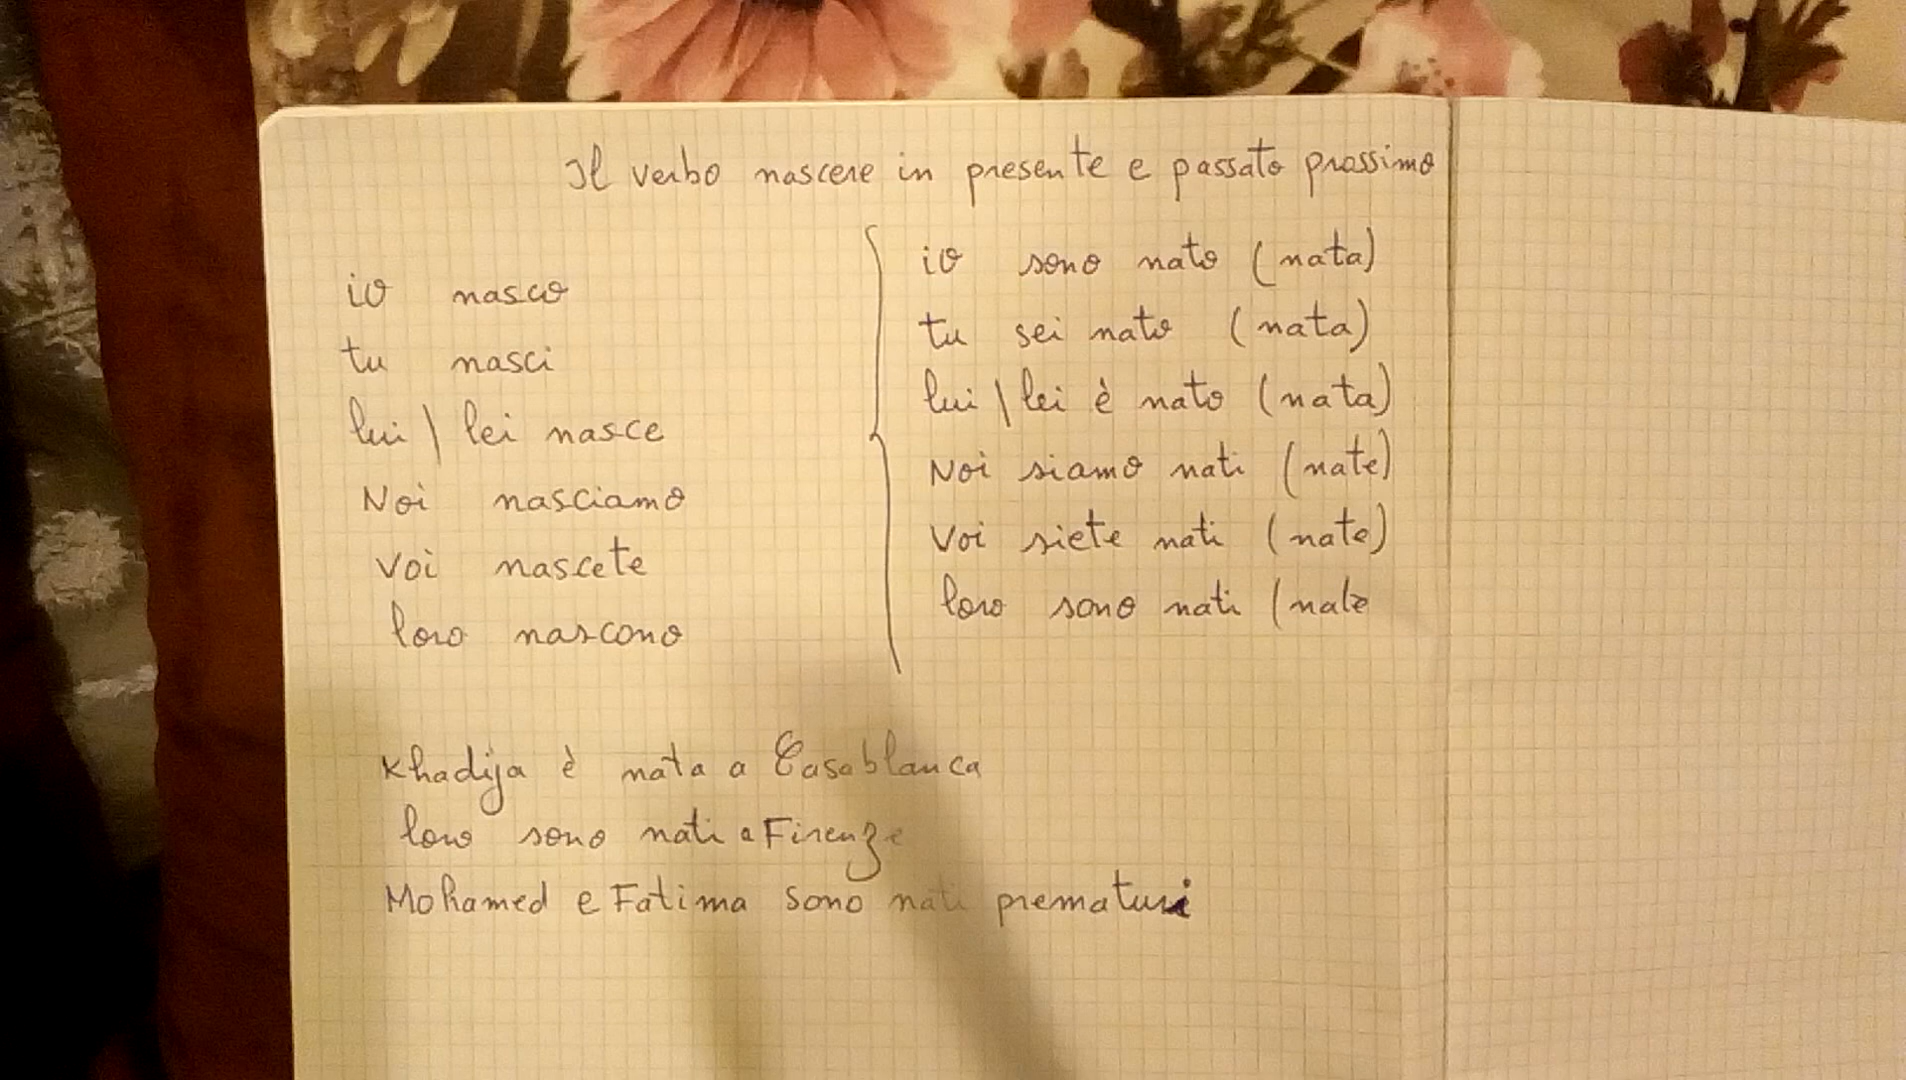 Il verbo nascere in presente e passato prossimo
io nasco
tu nasci
lui \ lei nasce
Noi nasciamo
Voi nascete
loro nascono
io sono nato (nata)
tu sei nato (nata)
lui \ lei è nato (nata)
Noi siamo nati (nate)
Voi siete nati (nate)
loro sono nati (nate
Khadija è nata a Casablanca
loro sono nati a Firenze
Mohamed e Fatima sono nati prematuri